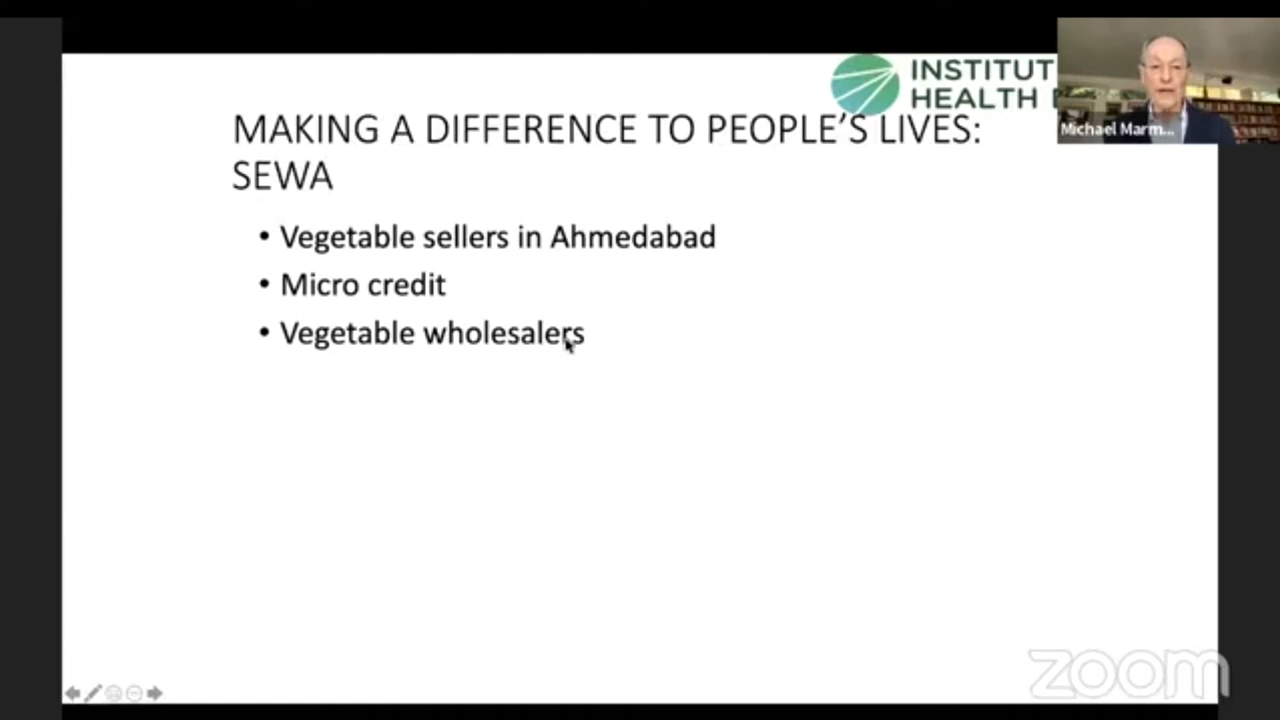 INSTITUT
HEALTH
Michael Marm...
MAKING A DIFFERENCE TO PEOPLE'S LIVES:
SEWA
• Vegetable sellers in Ahmedabad
• Micro credit
• Vegetable wholesalers
zoom